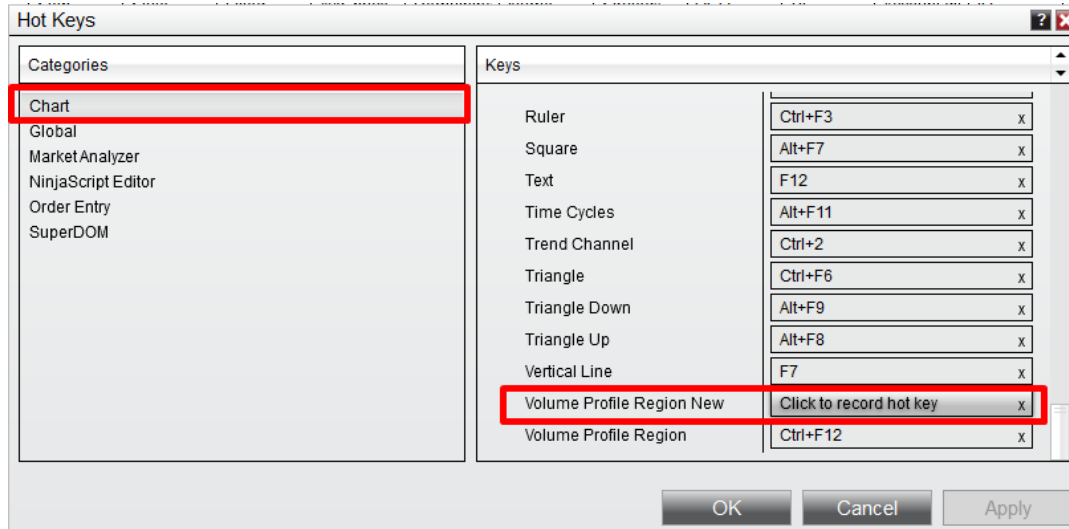 Hot Keys
?
Categories
Chart
Global
Market Analyzer
NinjaScript Editor
Order Entry
SuperDOM
Keys
Ruler Ctrl+F3 x
Square Alt+F7 x
Text F12 x
Time Cycles Alt+F11 x
Trend Channel Ctrl+2 x
Triangle Ctrl+F6 x
Triangle Down Alt+F9 x
Triangle Up Alt+F8 x
Vertical Line F7 x
Volume Profile Region New Click to record hot key x
Volume Profile Region Ctrl+F12 x
OK Cancel Apply